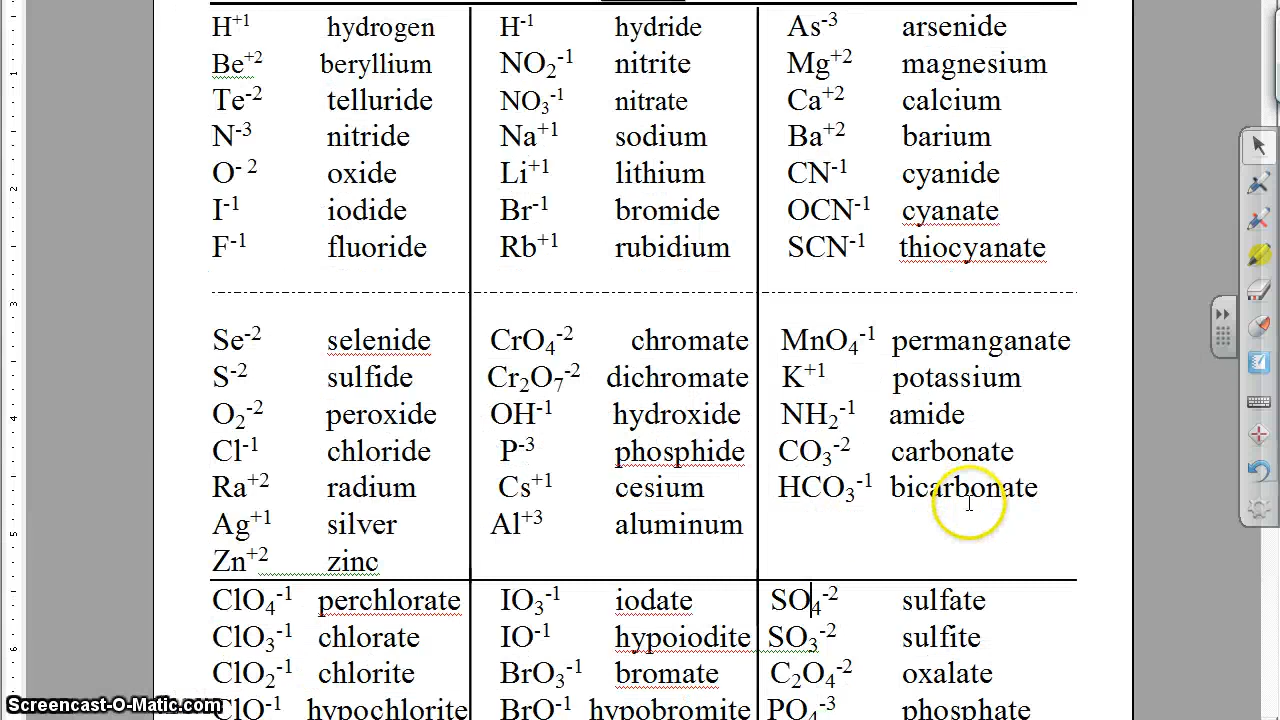 H⁺¹ hydrogen H⁻¹ hydride As⁻³ arsenide
Be⁺² beryllium NO₂⁻¹ nitrite Mg⁺² magnesium
Te⁻² telluride NO₃⁻¹ nitrate Ca⁺² calcium
N⁻³ nitride Na⁺¹ sodium Ba⁺² barium
O⁻ ² oxide Li⁺¹ lithium CN⁻¹ cyanide
I⁻¹ iodide Br⁻¹ bromide OCN⁻¹ cyanate
F⁻¹ fluoride Rb⁺¹ rubidium SCN⁻¹ thiocyanate
Se⁻² selenide CrO₄⁻² chromate MnO₄⁻¹ permanganate
S⁻² sulfide Cr₂O₇⁻² dichromate K⁺¹ potassium
O₂⁻² peroxide OH⁻¹ hydroxide NH₂⁻¹ amide
Cl⁻¹ chloride P⁻³ phosphide CO₃⁻² carbonate
Ra⁺² radium Cs⁺¹ cesium HCO₃⁻¹ bicarbonate
Ag⁺¹ silver Al⁺³ aluminum
Zn⁺² zinc
ClO₄⁻¹ perchlorate IO₃⁻¹ iodate SO₄⁻² sulfate
ClO₃⁻¹ chlorate IO⁻¹ hypoiodite SO₃⁻² sulfite
ClO₂⁻¹ chlorite BrO₃⁻¹ bromate C₂O₄⁻² oxalate
ClO⁻¹ hypochlorite BrO⁻¹ hypobromite PO₄⁻³ phosphate
Screencast-O-Matic.com
1
2
3
4
5
6